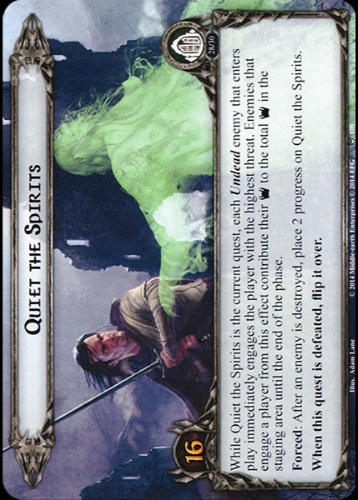 QUIET THE SPIRITS
28/30
While Quiet the Spirits is the current quest, each Undead enemy that enters
play immediately engages the player with the highest threat. Enemies that
engage a player from this effect contribute their to the total in the
staging area until the end of the phase.
Forced: After an enemy is destroyed, place 2 progress on Quiet the Spirits.
When this quest is defeated, flip it over.
16
Illus. Adam Lane
© 2014 Middle-earth Enterprises © 2014 FFG